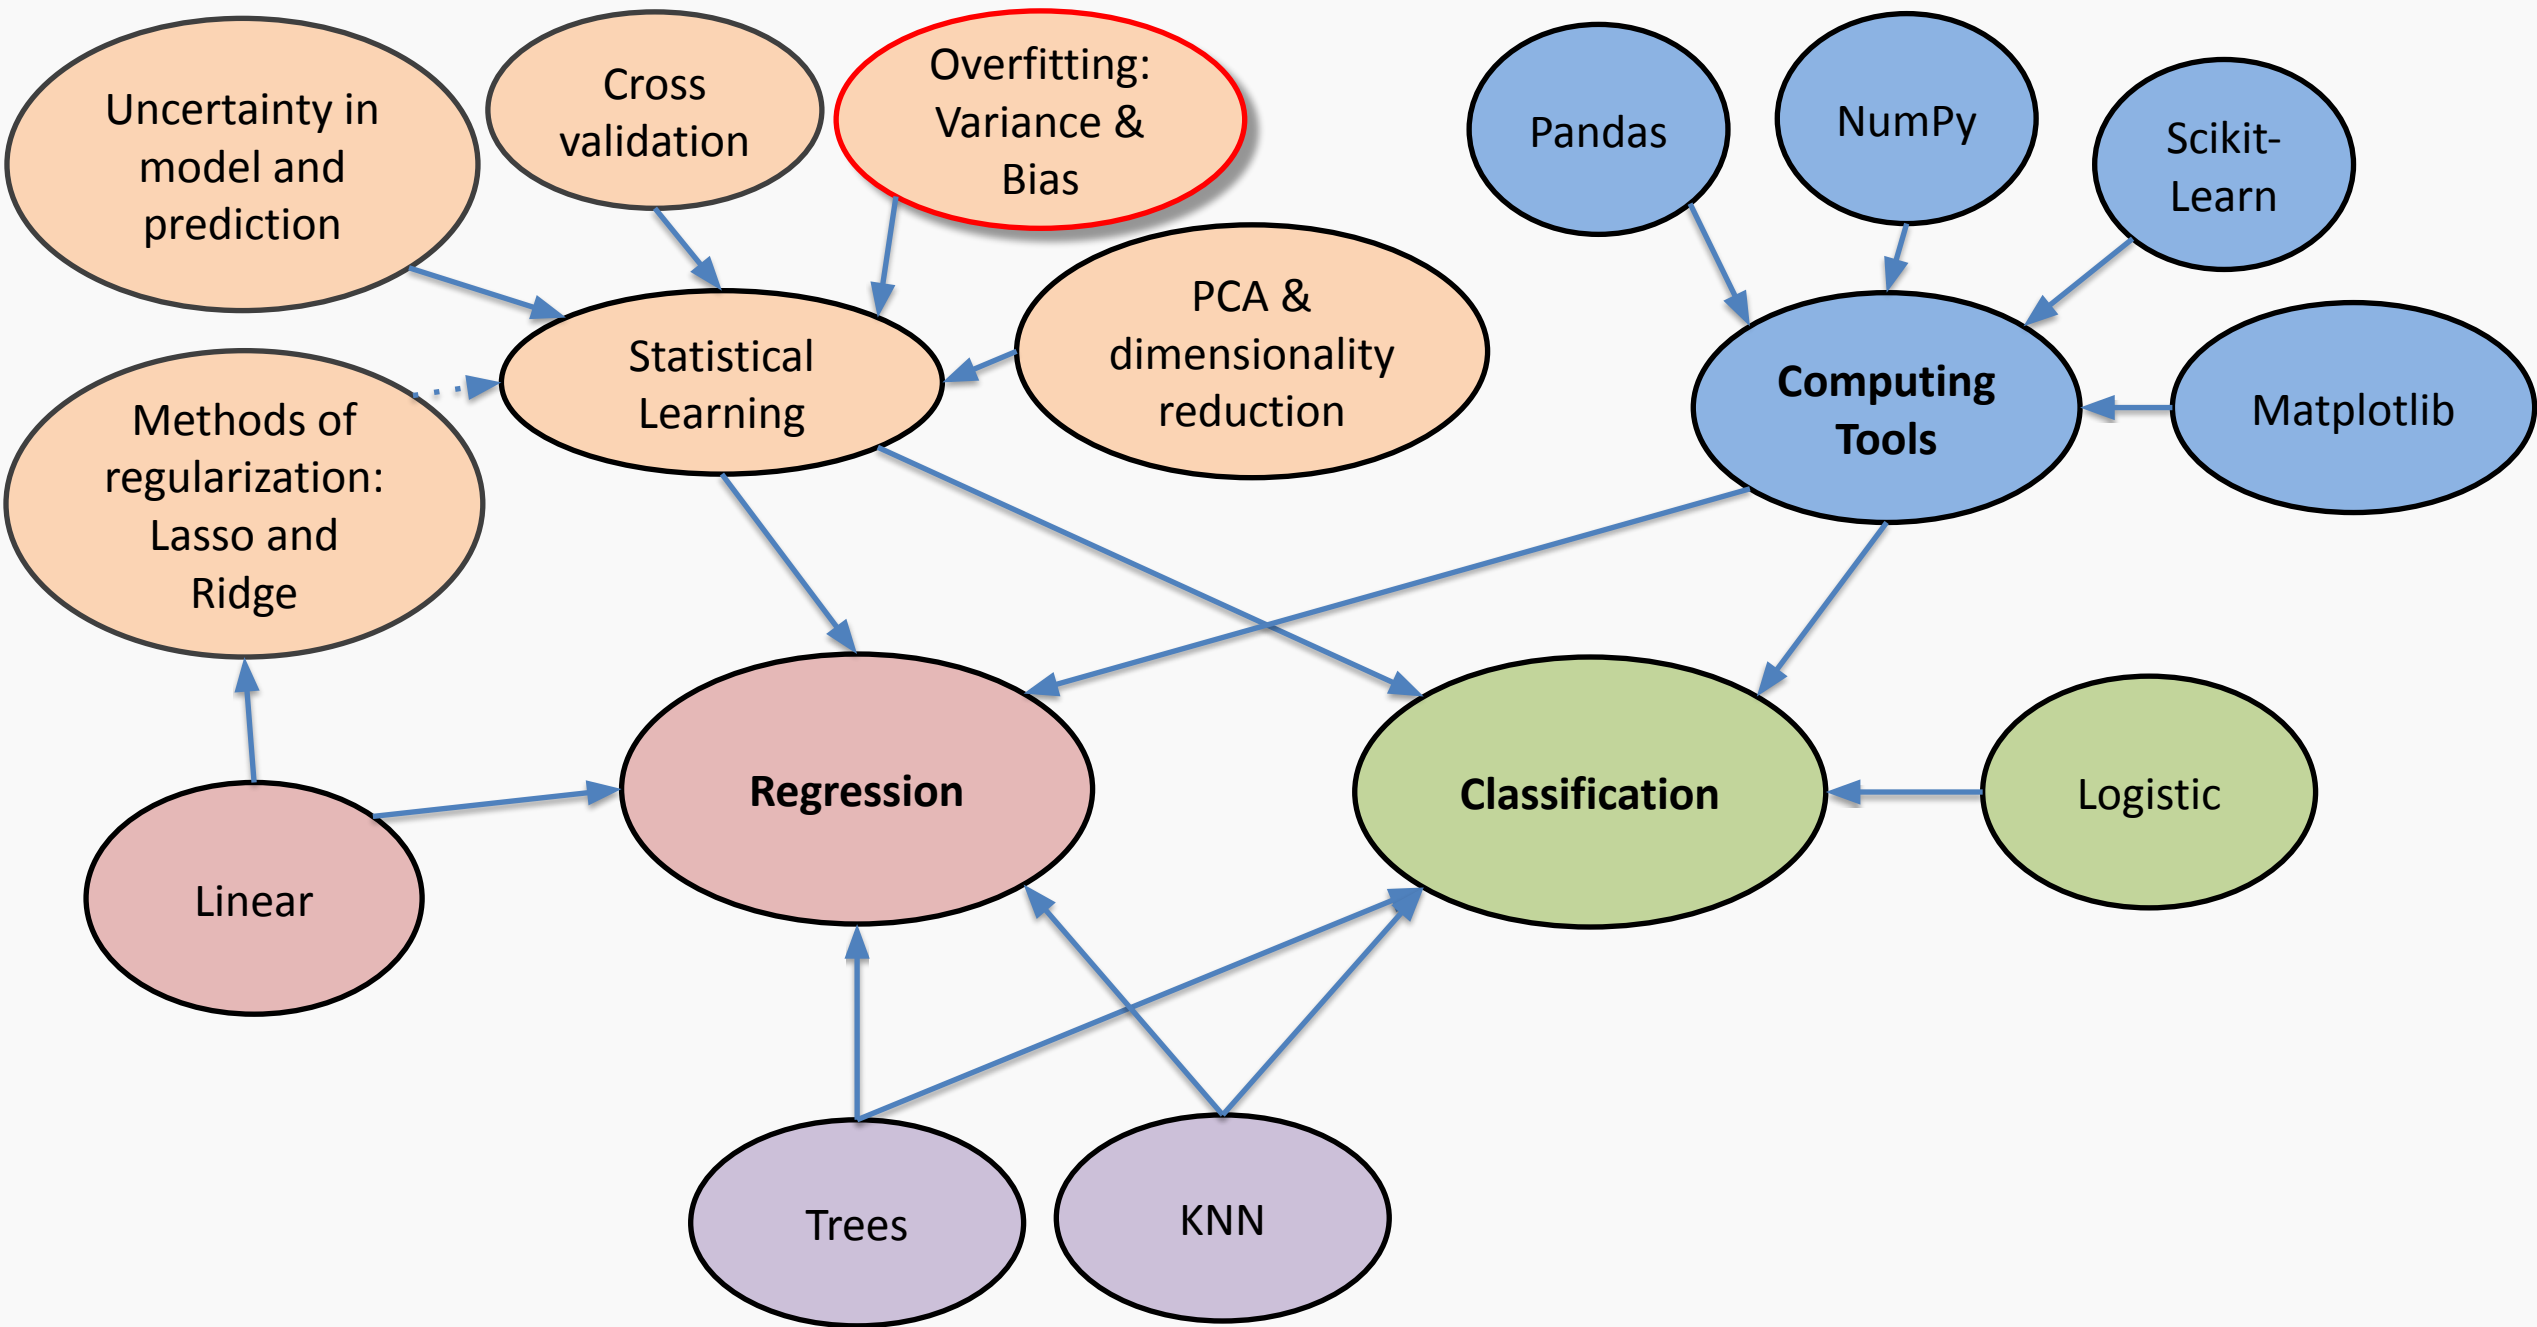 Uncertainty in
model and
prediction
Cross
validation
Overfitting:
Variance &
Bias
Pandas
NumPy
Scikit-
Learn
PCA &
dimensionality
reduction
Statistical
Learning
Computing
Tools
Matplotlib
Methods of
regularization:
Lasso and
Ridge
Regression
Classification
Logistic
Linear
Trees
KNN